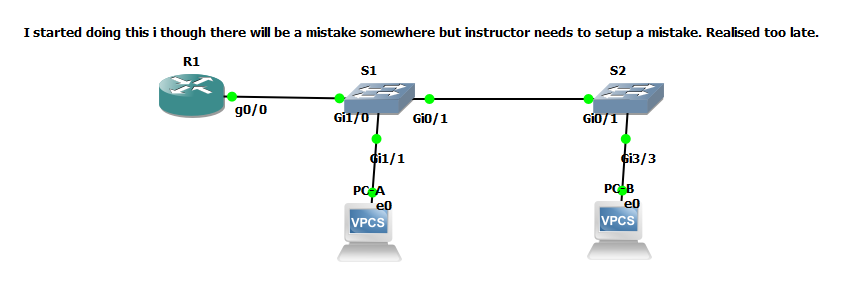 I started doing this i though there will be a mistake somewhere but instructor needs to setup a mistake. Realised too late.
R1
S1
S2
g0/0
Gi1/0
Gi0/1
Gi0/1
Gi1/1
Gi3/3
PC-A
e0
PC-B
e0
VPCS
VPCS